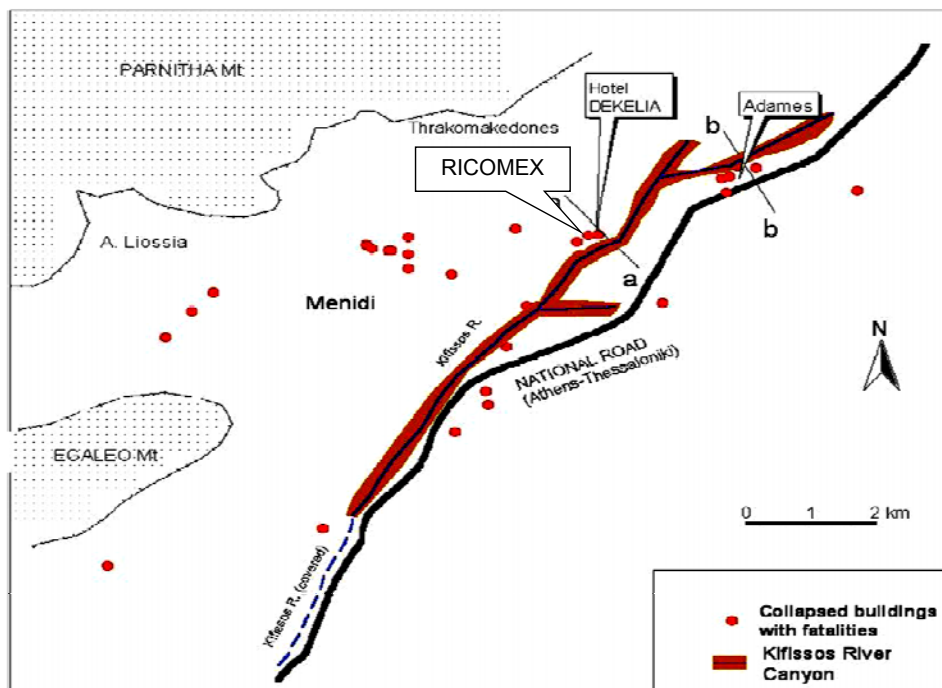 PARNITHA Mt
Hotel
DEKELIA
Adames
Thrakomakedones
b
RICOMEX
A. Liossia
b
a
Menidi
Kifissos R.
N
NATIONAL ROAD
(Athens-Thessaloniki)
EGALEO Mt
0 1 2 km
Kifissos R. (covered)
Collapsed buildings
with fatalities
Kifissos River
Canyon